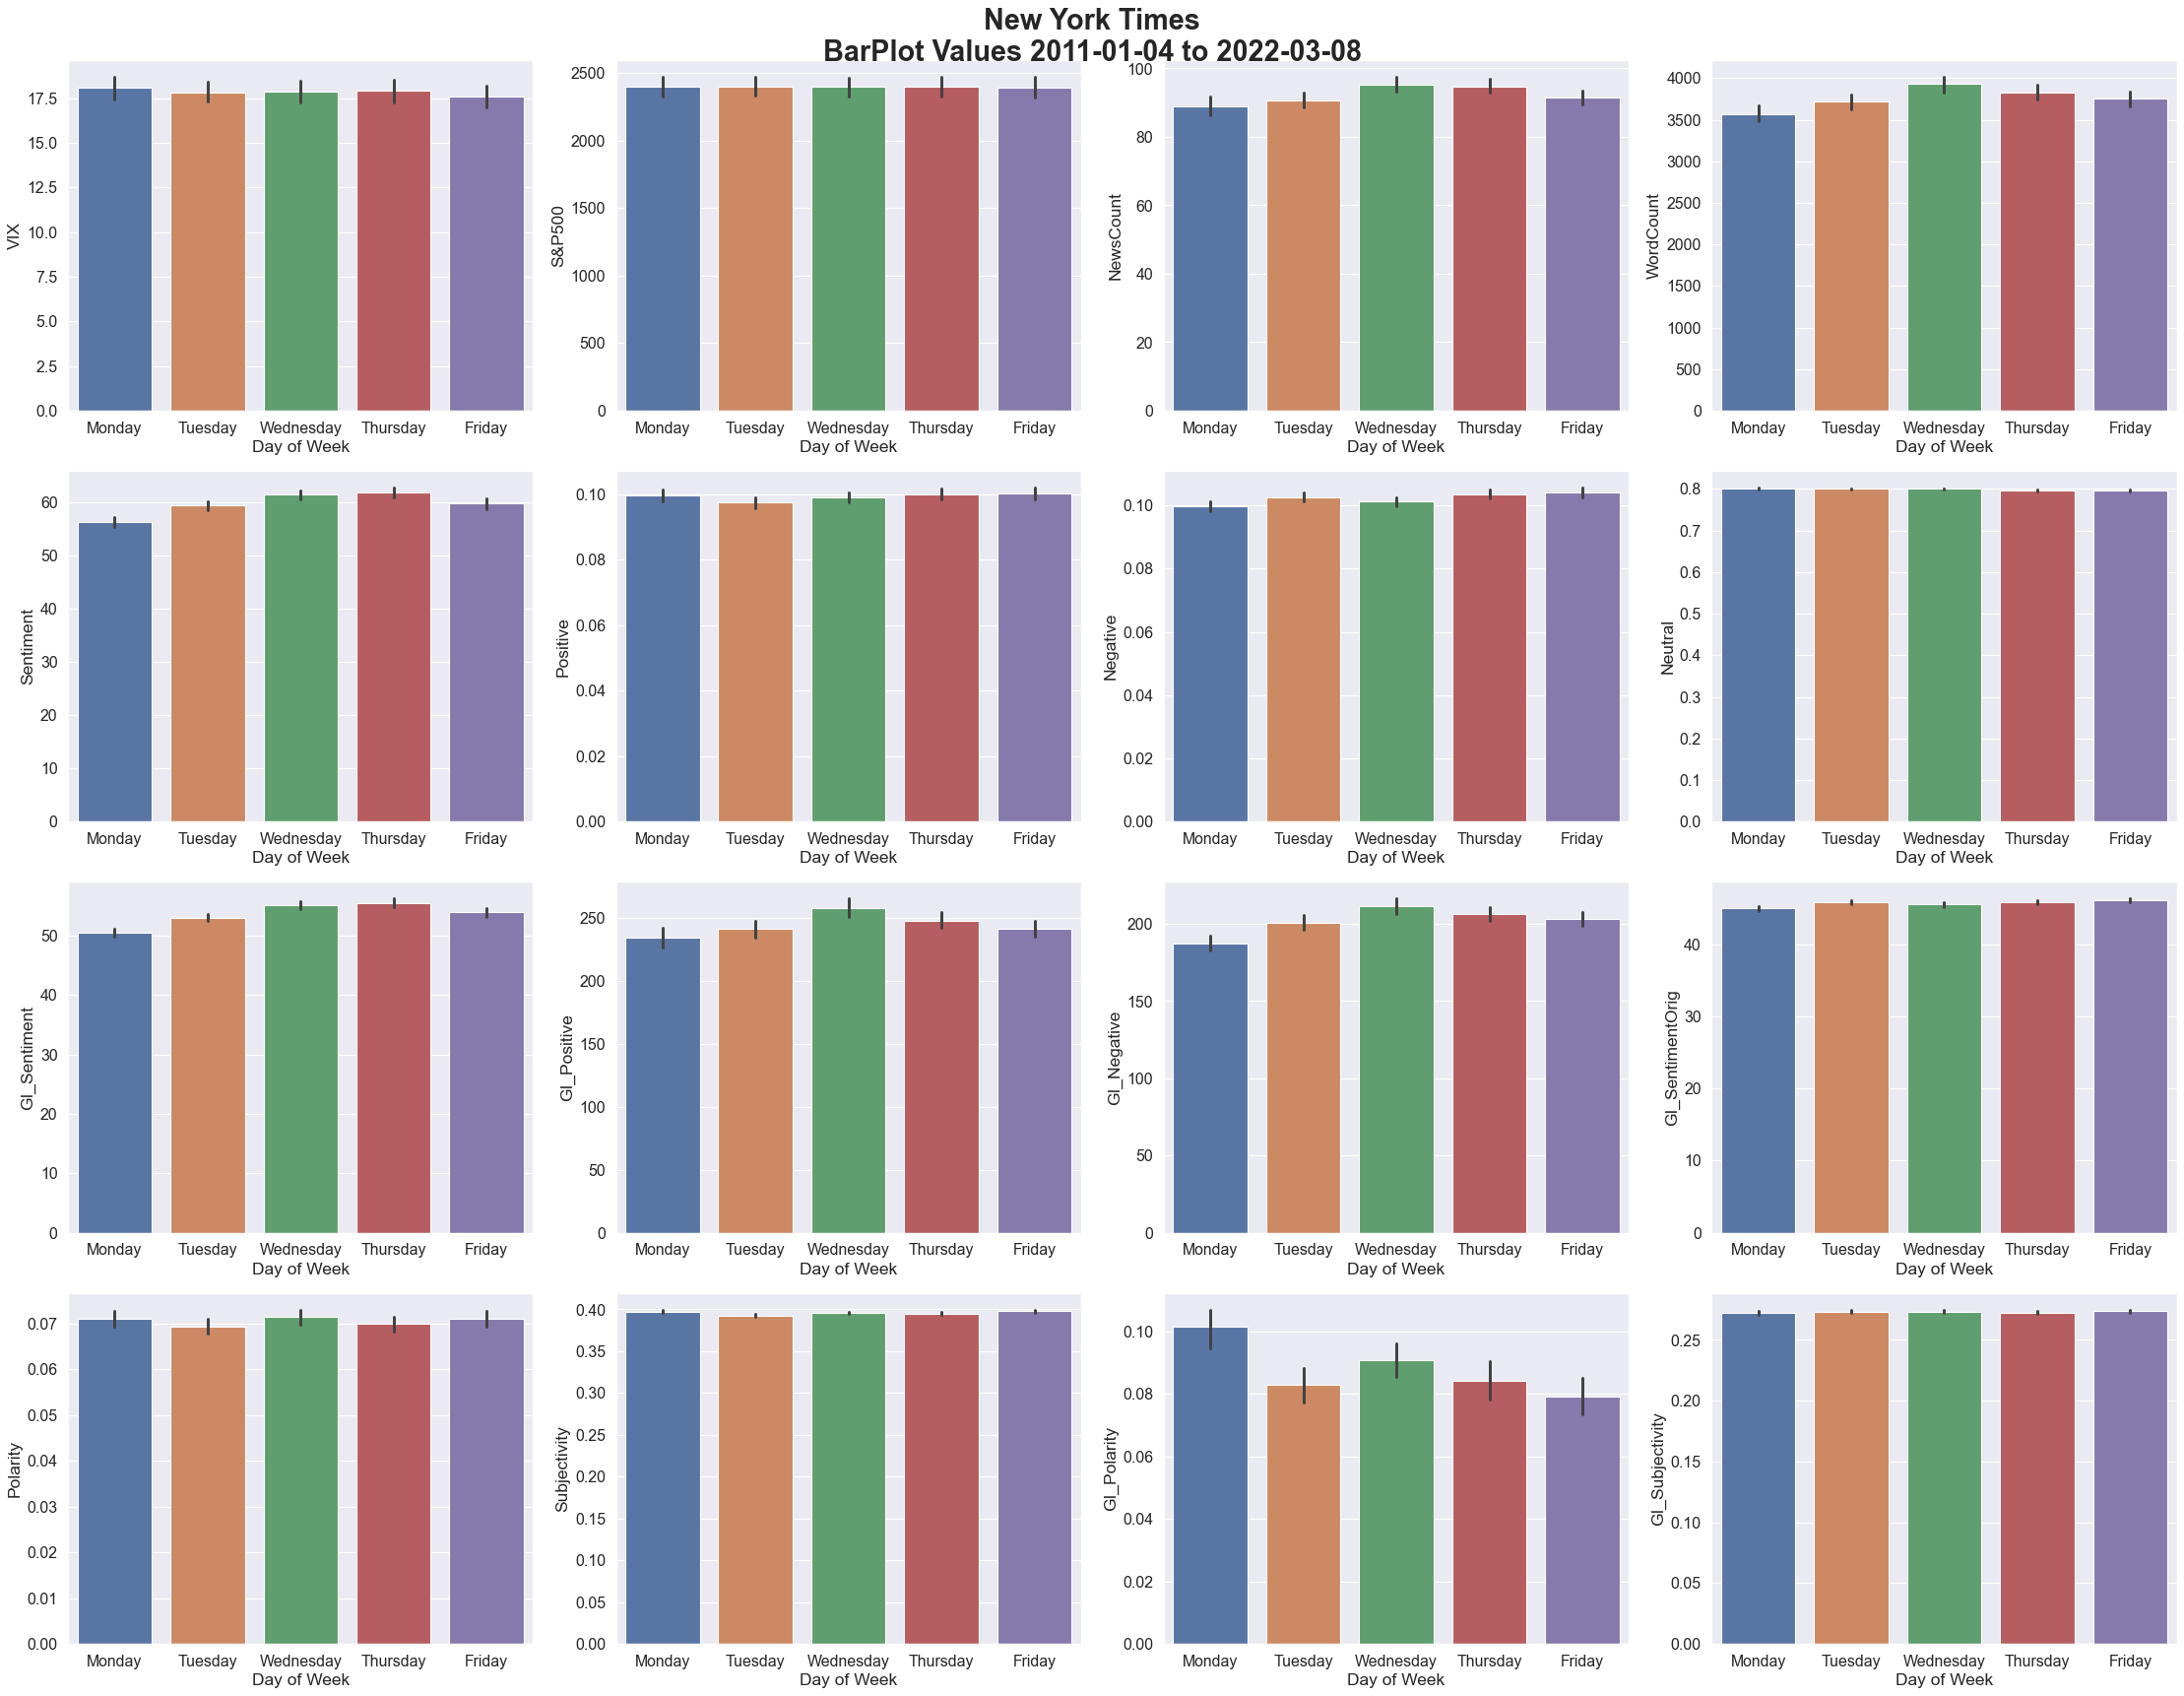 New York Times
BarPlot Values 2011-01-04 to 2022-03-08
VIX
17.5
15.0
12.5
10.0
7.5
5.0
2.5
0.0
Monday Tuesday Wednesday Thursday Friday
Day of Week
S&P500
2500
2000
1500
1000
500
0
Monday Tuesday Wednesday Thursday Friday
Day of Week
NewsCount
100
80
60
40
20
0
Monday Tuesday Wednesday Thursday Friday
Day of Week
WordCount
4000
3500
3000
2500
2000
1500
1000
500
0
Monday Tuesday Wednesday Thursday Friday
Day of Week
Sentiment
60
50
40
30
20
10
0
Monday Tuesday Wednesday Thursday Friday
Day of Week
Positive
0.10
0.08
0.06
0.04
0.02
0.00
Monday Tuesday Wednesday Thursday Friday
Day of Week
Negative
0.10
0.08
0.06
0.04
0.02
0.00
Monday Tuesday Wednesday Thursday Friday
Day of Week
Neutral
0.8
0.7
0.6
0.5
0.4
0.3
0.2
0.1
0.0
Monday Tuesday Wednesday Thursday Friday
Day of Week
GI_Sentiment
50
40
30
20
10
0
Monday Tuesday Wednesday Thursday Friday
Day of Week
GI_Positive
250
200
150
100
50
0
Monday Tuesday Wednesday Thursday Friday
Day of Week
GI_Negative
200
150
100
50
0
Monday Tuesday Wednesday Thursday Friday
Day of Week
GI_SentimentOrig
40
30
20
10
0
Monday Tuesday Wednesday Thursday Friday
Day of Week
Polarity
0.07
0.06
0.05
0.04
0.03
0.02
0.01
0.00
Monday Tuesday Wednesday Thursday Friday
Day of Week
Subjectivity
0.40
0.35
0.30
0.25
0.20
0.15
0.10
0.05
0.00
Monday Tuesday Wednesday Thursday Friday
Day of Week
GI_Polarity
0.10
0.08
0.06
0.04
0.02
0.00
Monday Tuesday Wednesday Thursday Friday
Day of Week
GI_Subjectivity
0.25
0.20
0.15
0.10
0.05
0.00
Monday Tuesday Wednesday Thursday Friday
Day of Week